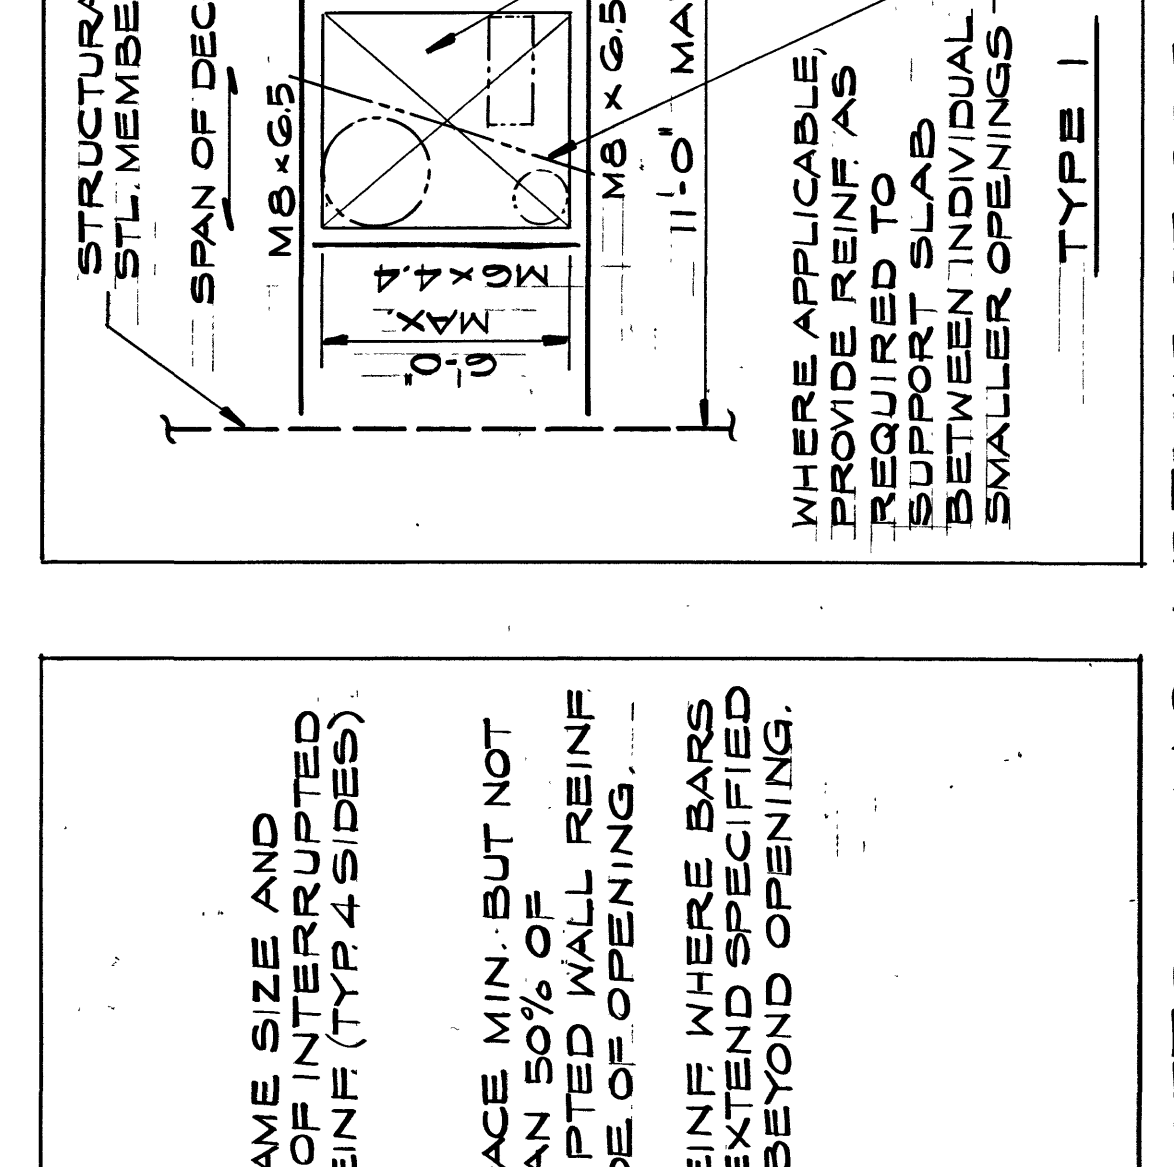 STRUCTURA
STL. MEMBE
SPAN OF DEC
M8 x 6.5
M6 x 4.4
MAX.
6'-0"
M8 x 6.5
11'-0" MA
WHERE APPLICABLE,
PROVIDE REINF. AS
REQUIRED TO
SUPPORT SLAB
BETWEEN INDIVIDUAL
SMALLER OPENINGS
TYPE 1
AME SIZE AND
OF INTERRUPTED
EINF. (TYP. 4 SIDES)
ACE MIN. BUT NOT
AN 50% OF
PTED WALL REINF.
DE OF OPENING.
EINF. WHERE BARS
EXTEND SPECIFIED
BEYOND OPENING.